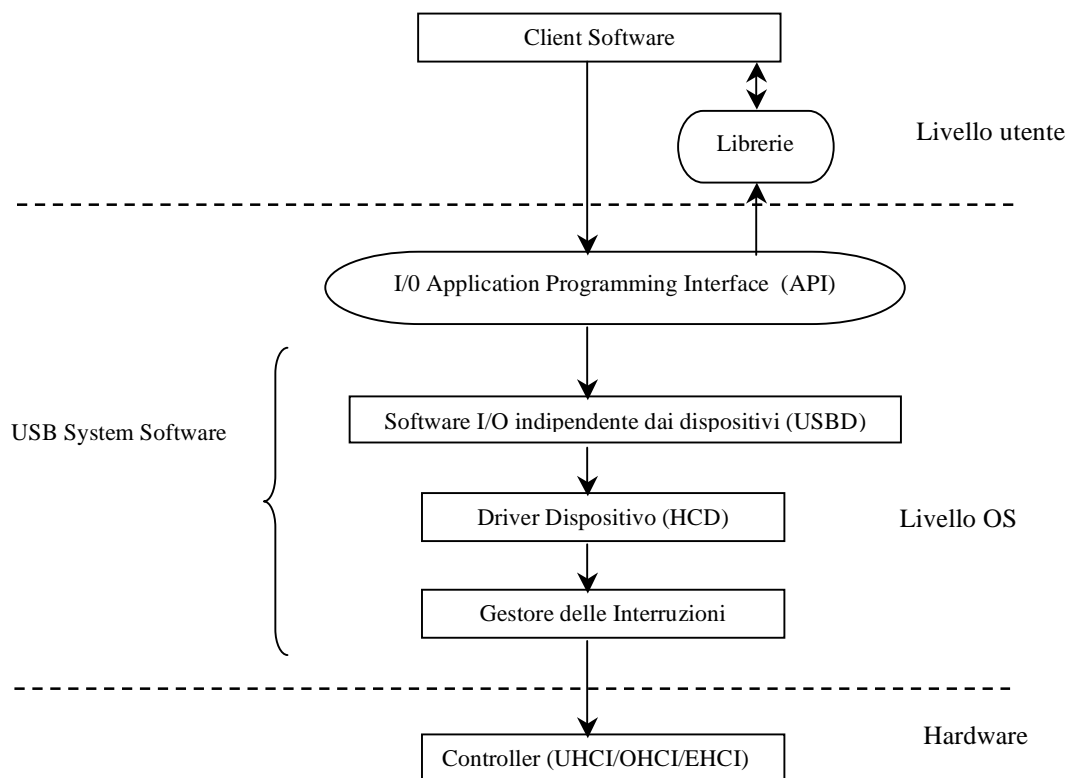 Client Software
Librerie
Livello utente
I/0 Application Programming Interface (API)
USB System Software
Software I/O indipendente dai dispositivi (USBD)
Driver Dispositivo (HCD)
Livello OS
Gestore delle Interruzioni
Hardware
Controller (UHCI/OHCI/EHCI)